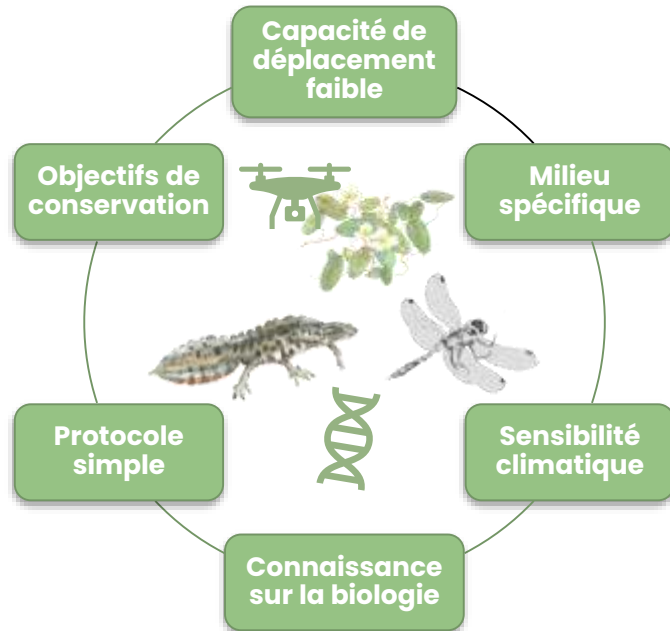 Capacité de
déplacement
faible
Objectifs de
conservation
Milieu
spécifique
Protocole
simple
Sensibilité
climatique
Connaissance
sur la biologie